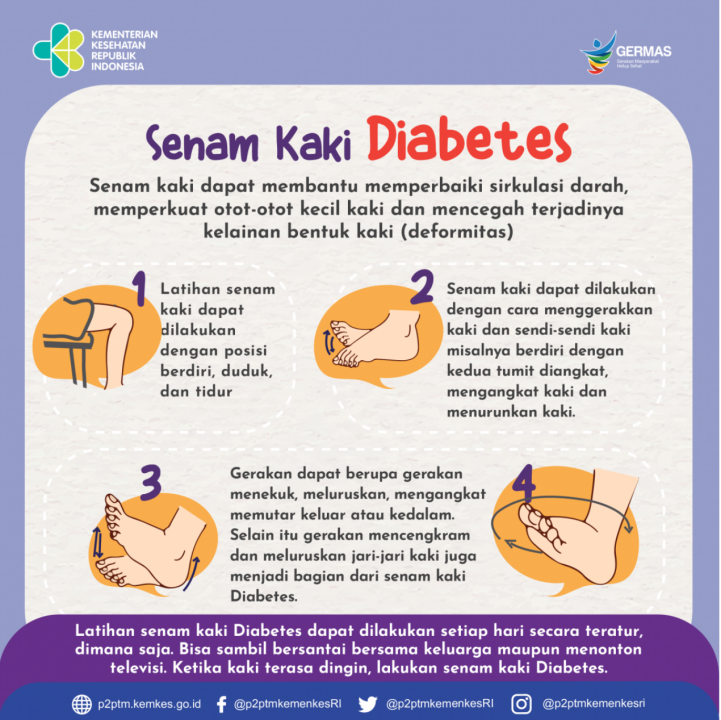 KEMENTERIAN
KESEHATAN
REPUBLIK
INDONESIA
GERMAS
Gerakan Masyarakat
Hidup Sehat
Senam Kaki Diabetes
Senam kaki dapat membantu memperbaiki sirkulasi darah,
memperkuat otot-otot kecil kaki dan mencegah terjadinya
kelainan bentuk kaki (deformitas)
1
Latihan senam
kaki dapat
dilakukan
dengan posisi
berdiri, duduk,
dan tidur
2
Senam kaki dapat dilakukan
dengan cara menggerakkan
kaki dan sendi-sendi kaki
misalnya berdiri dengan
kedua tumit diangkat,
mengangkat kaki dan
menurunkan kaki.
3
Gerakan dapat berupa gerakan
menekuk, meluruskan, mengangkat
memutar keluar atau kedalam.
Selain itu gerakan mencengkram
dan meluruskan jari-jari kaki juga
menjadi bagian dari senam kaki
Diabetes.
4
Latihan senam kaki Diabetes dapat dilakukan setiap hari secara teratur,
dimana saja. Bisa sambil bersantai bersama keluarga maupun menonton
televisi. Ketika kaki terasa dingin, lakukan senam kaki Diabetes.
p2ptm.kemkes.go.id @p2ptmkemenkesRI @p2ptmkemenkesRI @p2ptmkemenkesri